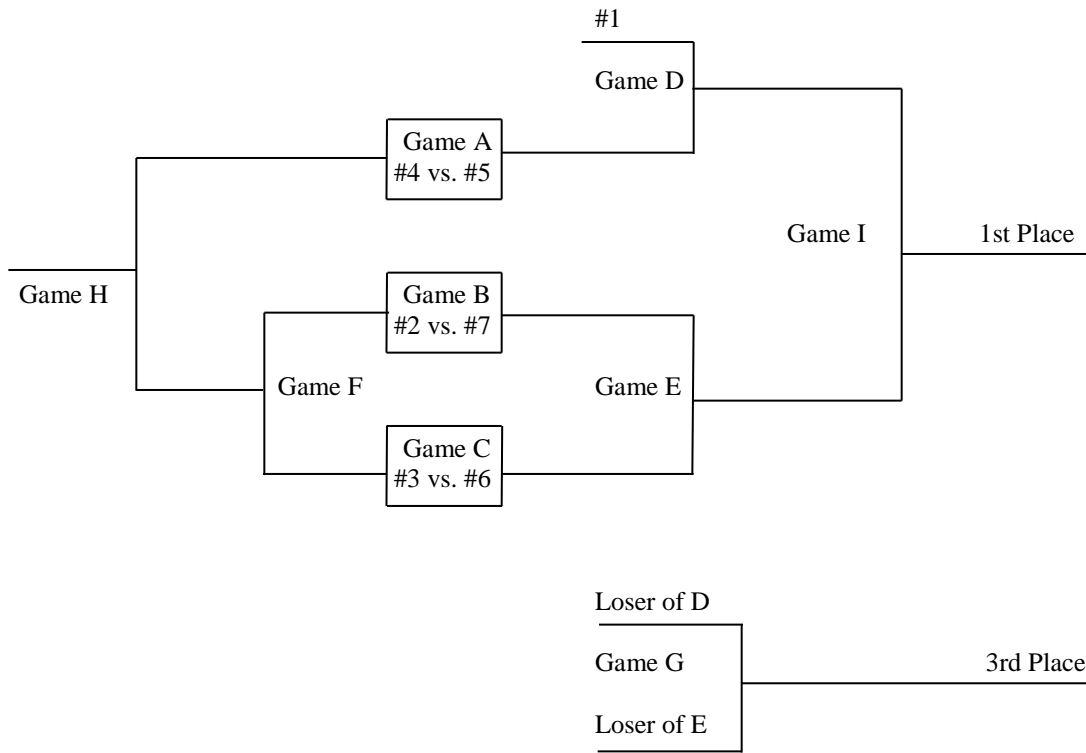 #1
Game D
Game A
#4 vs. #5
Game I
1st Place
Game H
Game B
#2 vs. #7
Game F
Game E
Game C
#3 vs. #6
Loser of D
Game G
3rd Place
Loser of E